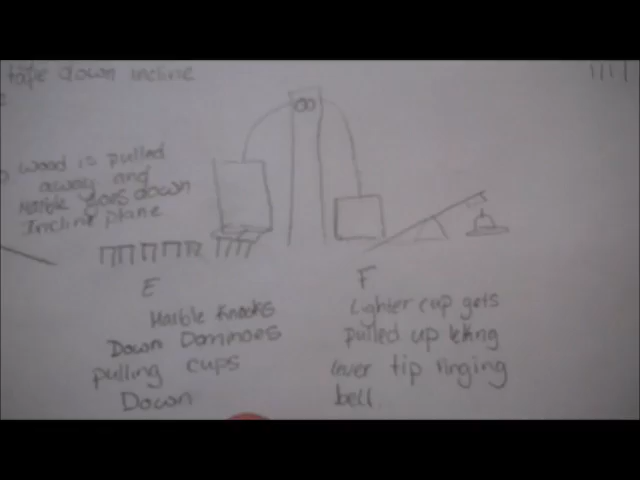 tape down incline
wood is pulled
away and
Marble goes down
Incline plane
E
Marble knocks
Down Dominoes
pulling cups
Down
F
Lighter cup gets
pulled up leting
lever tip ringing
bell.